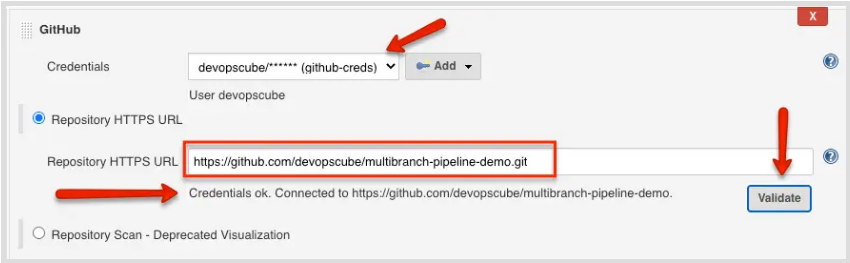 X
GitHub
Credentials
devopscube/****** (github-creds)
Add
User devopscube
Repository HTTPS URL
Repository HTTPS URL
https://github.com/devopscube/multibranch-pipeline-demo.git
Credentials ok. Connected to https://github.com/devopscube/multibranch-pipeline-demo.
Validate
Repository Scan - Deprecated Visualization